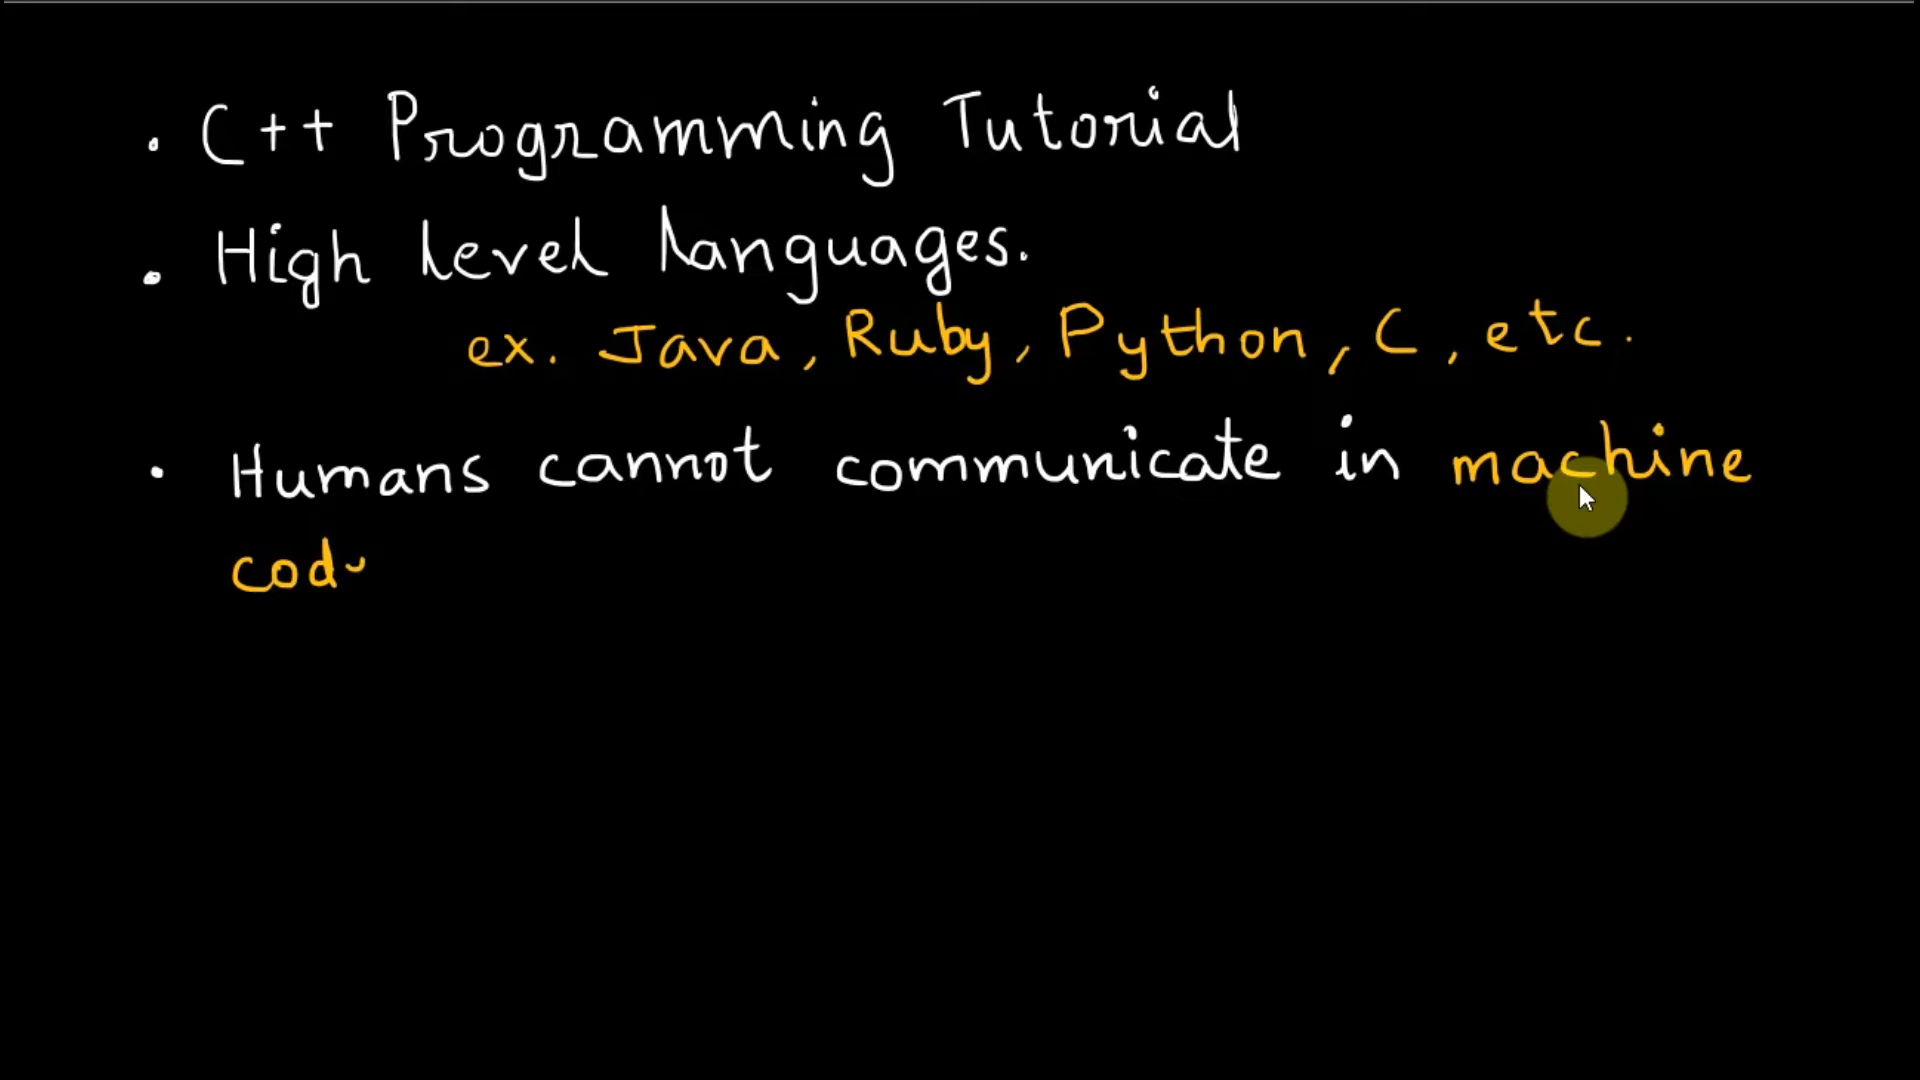 . C++ Programming Tutorial
. High level languages.
ex. Java, Ruby, Python, C, etc.
. Humans cannot communicate in machine
cod